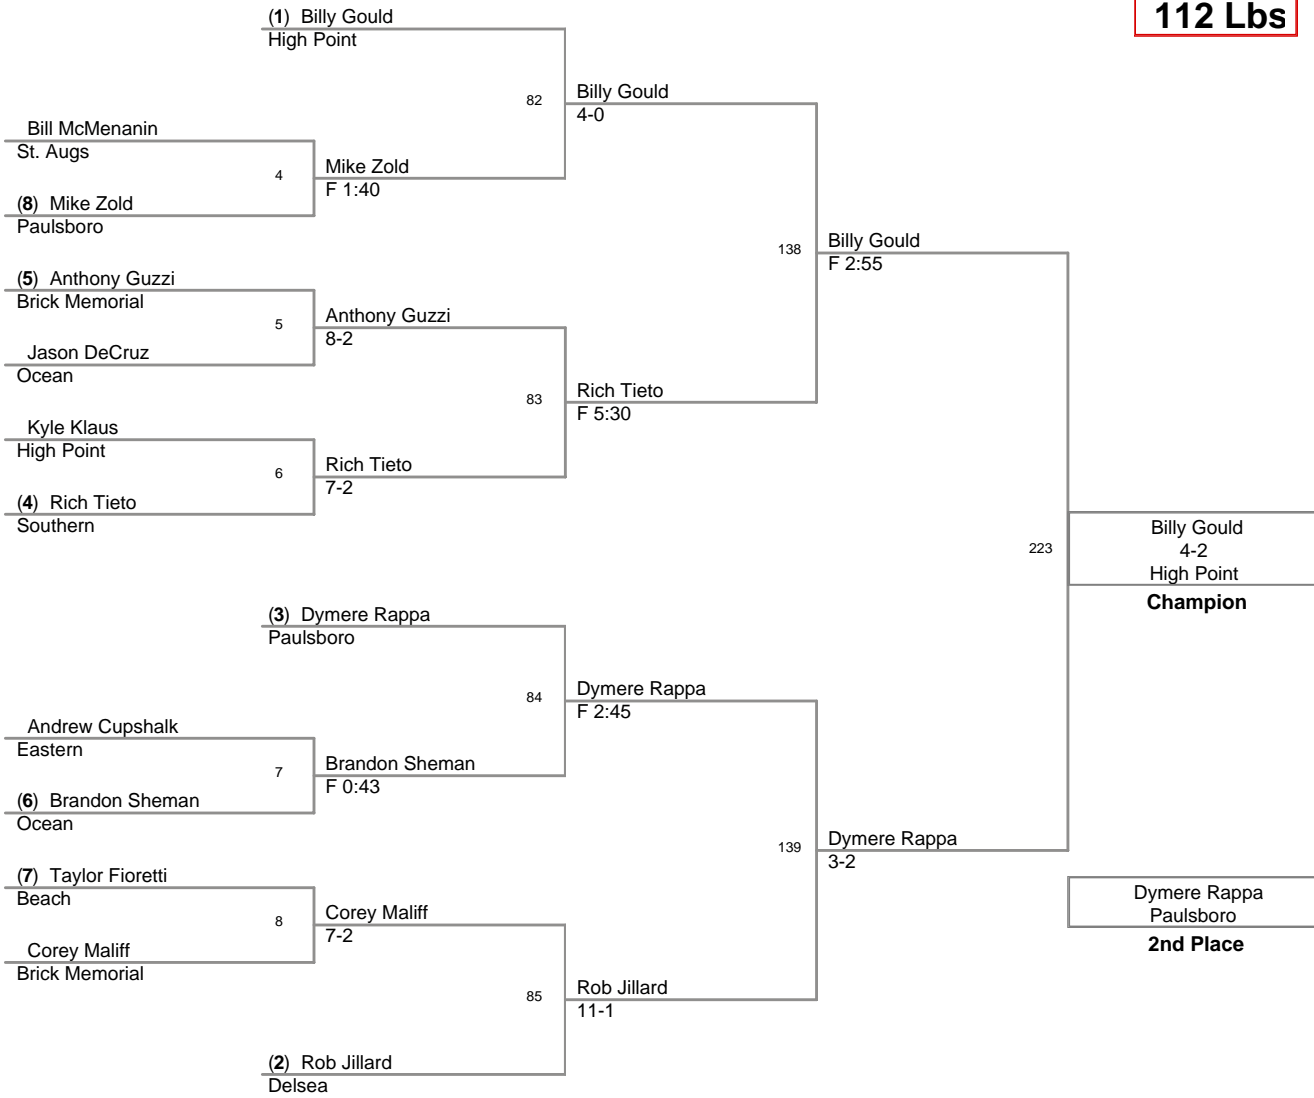 112 Lbs
(1) Billy Gould
High Point
82
Billy Gould
4-0
Bill McMenanin
St. Augs
4
Mike Zold
F 1:40
(8) Mike Zold
Paulsboro
138
Billy Gould
F 2:55
(5) Anthony Guzzi
Brick Memorial
5
Anthony Guzzi
8-2
Jason DeCruz
Ocean
83
Rich Tieto
F 5:30
Kyle Klaus
High Point
6
Rich Tieto
7-2
(4) Rich Tieto
Southern
223
Billy Gould
4-2
High Point
Champion
(3) Dymere Rappa
Paulsboro
84
Dymere Rappa
F 2:45
Andrew Cupshalk
Eastern
7
Brandon Sheman
F 0:43
(6) Brandon Sheman
Ocean
139
Dymere Rappa
3-2
(7) Taylor Fioretti
Beach
8
Corey Maliff
7-2
Corey Maliff
Brick Memorial
Dymere Rappa
Paulsboro
2nd Place
85
Rob Jillard
11-1
(2) Rob Jillard
Delsea